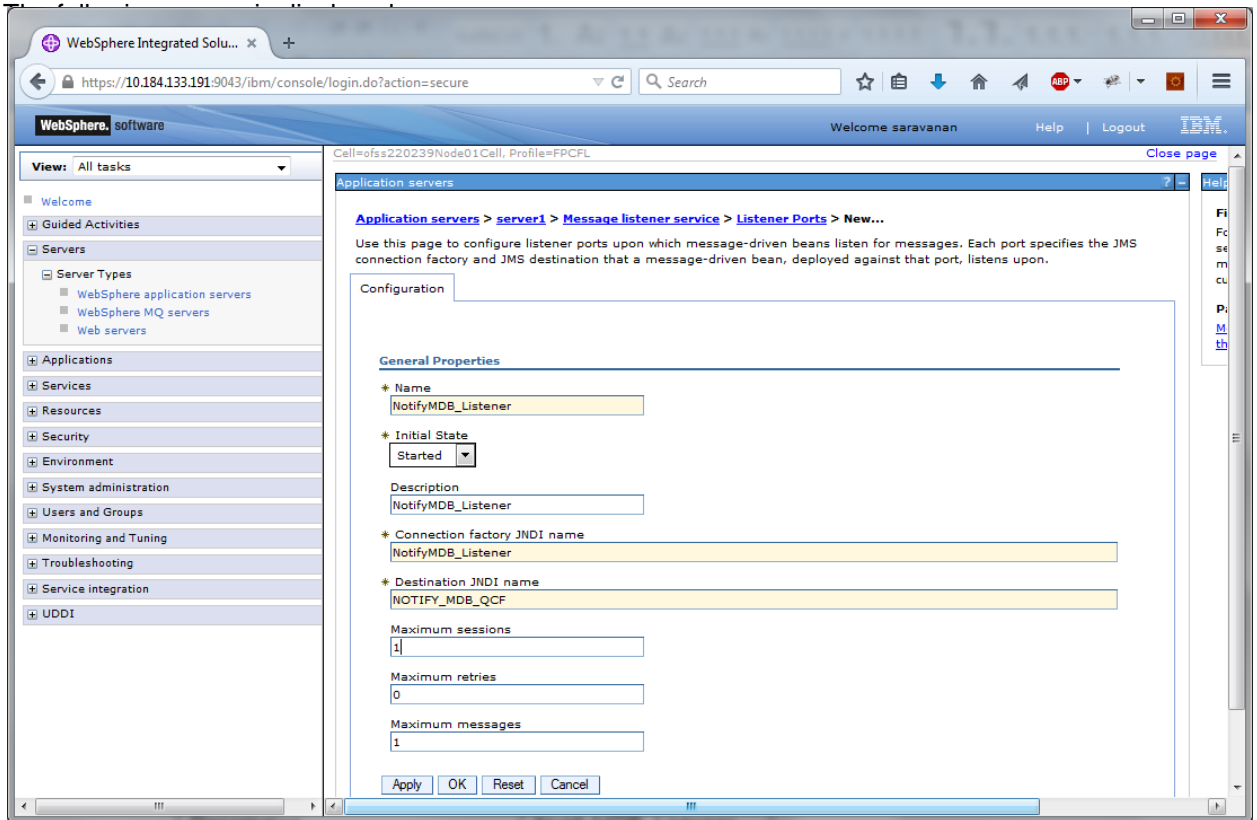 WebSphere Integrated Solu...
https://10.184.133.191:9043/ibm/console/login.do?action=secure
Search
ABP
WebSphere. software
Welcome saravanan
Help | Logout
IBM.
View: All tasks
Welcome
Guided Activities
Servers
Server Types
WebSphere application servers
WebSphere MQ servers
Web servers
Applications
Services
Resources
Security
Environment
System administration
Users and Groups
Monitoring and Tuning
Troubleshooting
Service integration
UDDI
Cell=ofss220239Node01Cell, Profile=FPCFL
Close page
Application servers
? –
Help
Application servers > server1 > Message listener service > Listener Ports > New...
Use this page to configure listener ports upon which message-driven beans listen for messages. Each port specifies the JMS
connection factory and JMS destination that a message-driven bean, deployed against that port, listens upon.
Configuration
General Properties
* Name
NotifyMDB_Listener
* Initial State
Started
Description
NotifyMDB_Listener
* Connection factory JNDI name
NotifyMDB_Listener
* Destination JNDI name
NOTIFY_MDB_QCF
Maximum sessions
1
Maximum retries
0
Maximum messages
1
Apply OK Reset Cancel